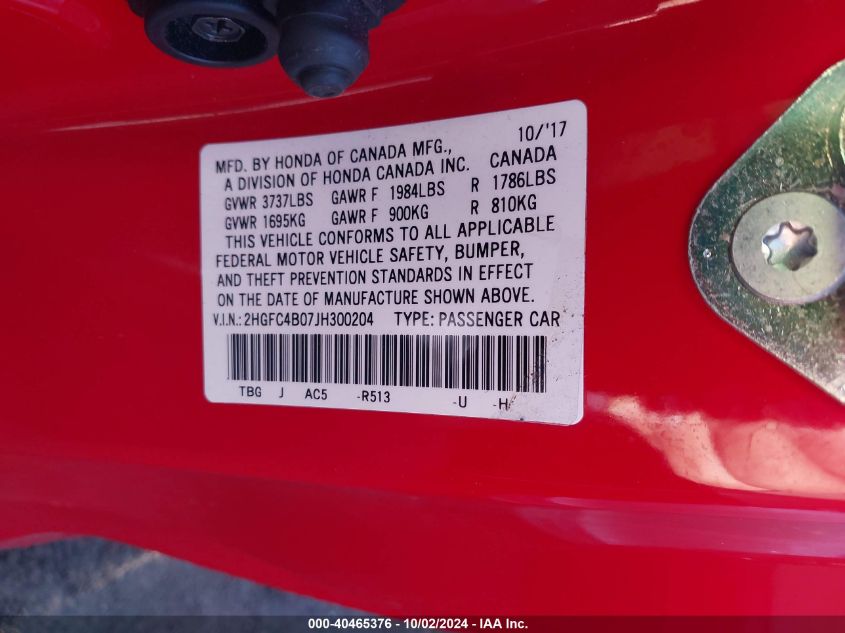 10/'17
MFD. BY HONDA OF CANADA MFG.,
A DIVISION OF HONDA CANADA INC. CANADA
GVWR 3737LBS GAWR F 1984LBS R 1786LBS
GVWR 1695KG GAWR F 900KG R 810KG
THIS VEHICLE CONFORMS TO ALL APPLICABLE
FEDERAL MOTOR VEHICLE SAFETY, BUMPER,
AND THEFT PREVENTION STANDARDS IN EFFECT
ON THE DATE OF MANUFACTURE SHOWN ABOVE.
V.I.N.: 2HGFC4B07JH300204 TYPE: PASSENGER CAR
TBG J AC5 -R513 -U -H
000-40465376 - 10/02/2024 - IAA Inc.